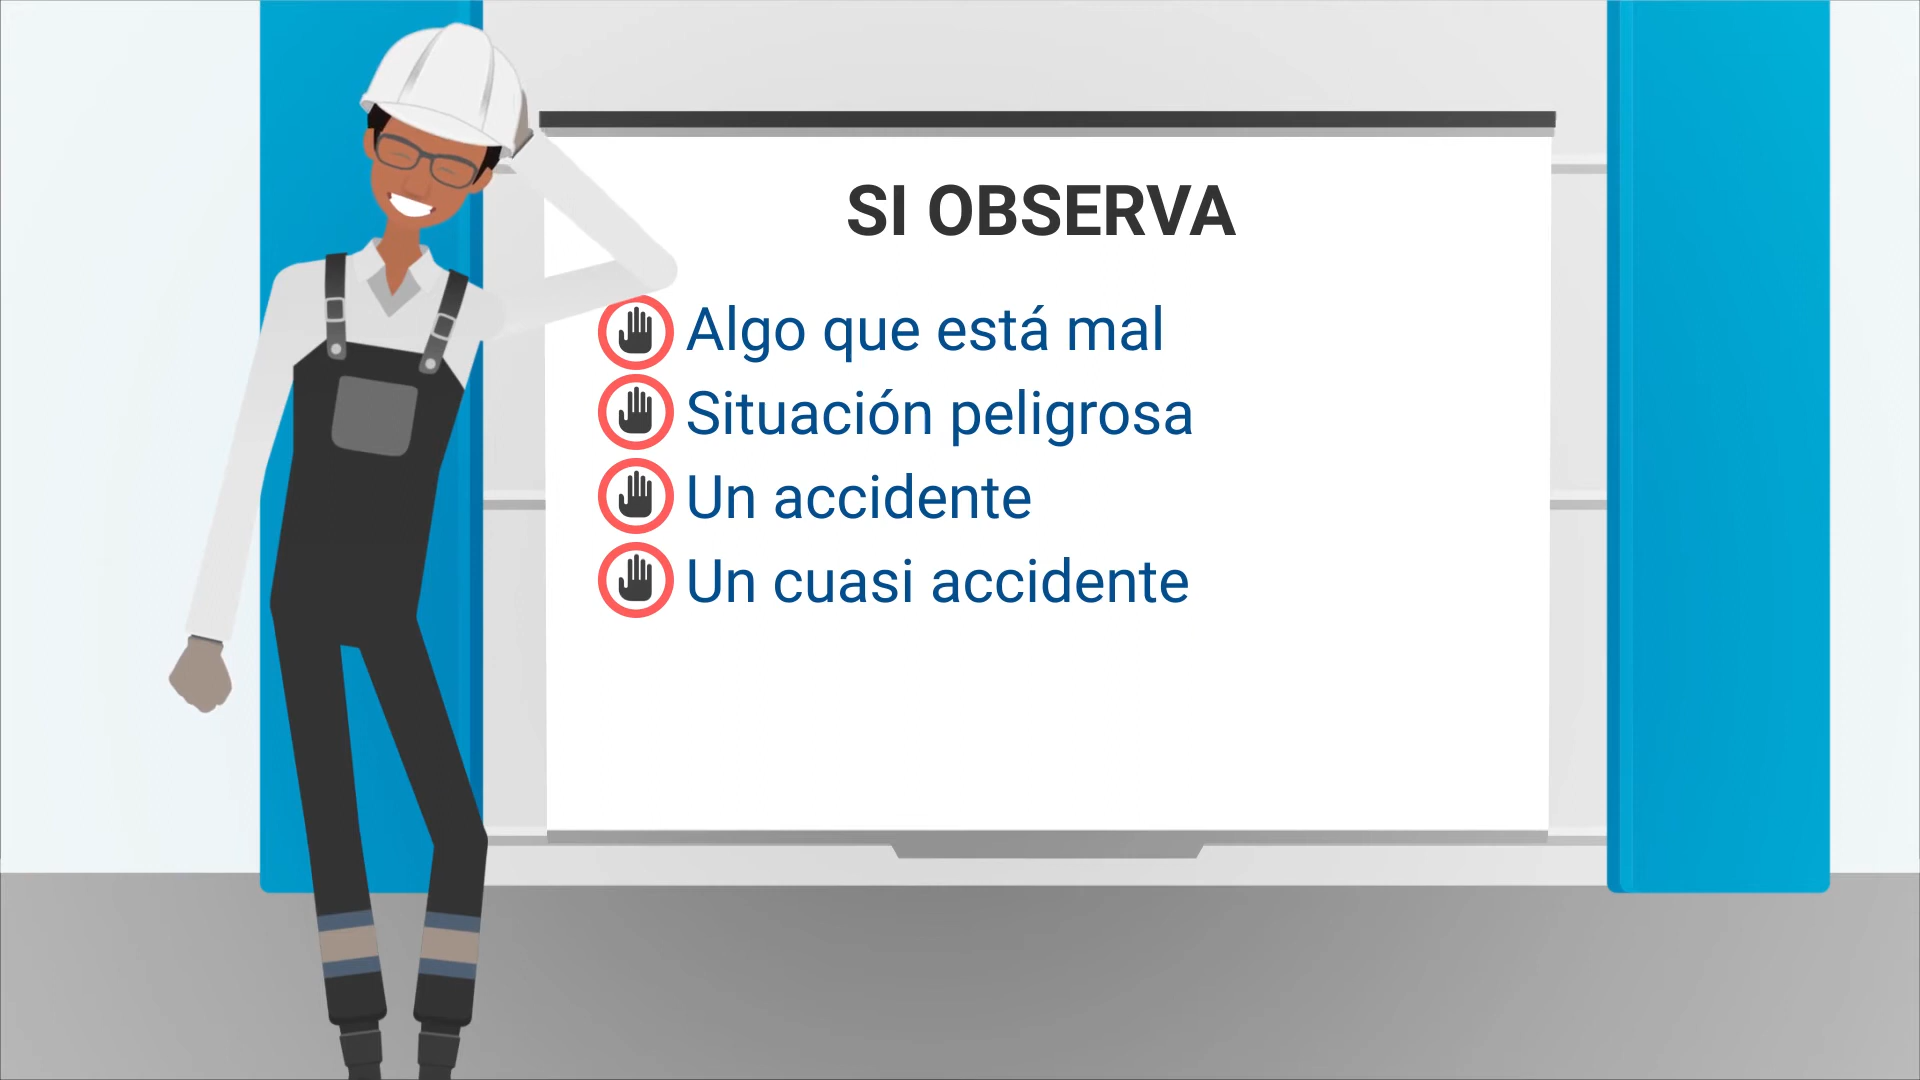 SI OBSERVA
Algo que está mal
Situación peligrosa
Un accidente
Un cuasi accidente